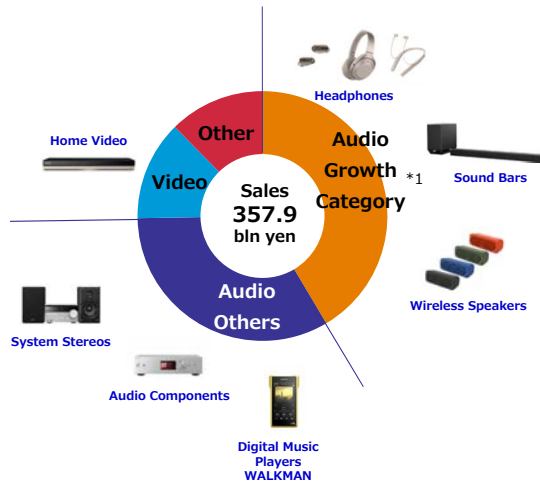 Headphones
Home Video
Other
Audio
Growth
Category
*1
Sound Bars
Video
Sales
357.9
bln yen
Audio
Others
Wireless Speakers
System Stereos
Audio Components
Digital Music
Players
WALKMAN